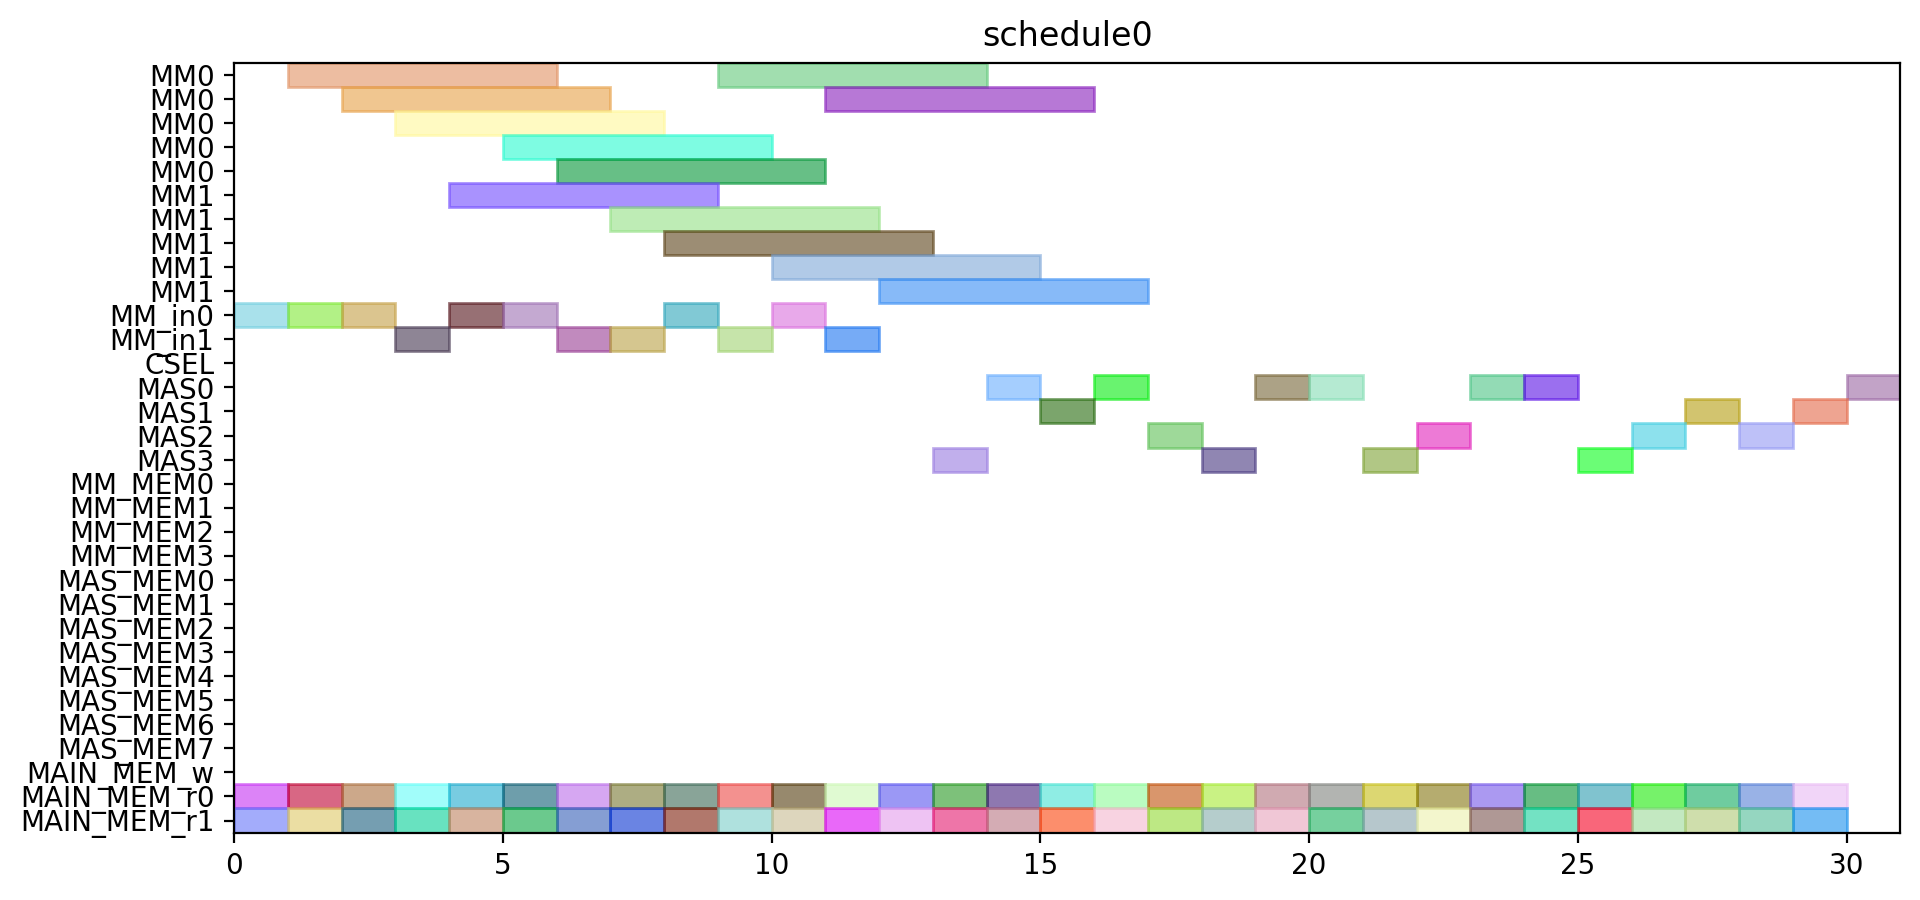 schedule0
MM0
MM0
MM0
MM0
MM0
MM1
MM1
MM1
MM1
MM1
MM_in0
MM_in1
CSEL
MAS0
MAS1
MAS2
MAS3
MM_MEM0
MM_MEM1
MM_MEM2
MM_MEM3
MAS_MEM0
MAS_MEM1
MAS_MEM2
MAS_MEM3
MAS_MEM4
MAS_MEM5
MAS_MEM6
MAS_MEM7
MAIN_MEM_w
MAIN_MEM_r0
MAIN_MEM_r1
0 5 10 15 20 25 30